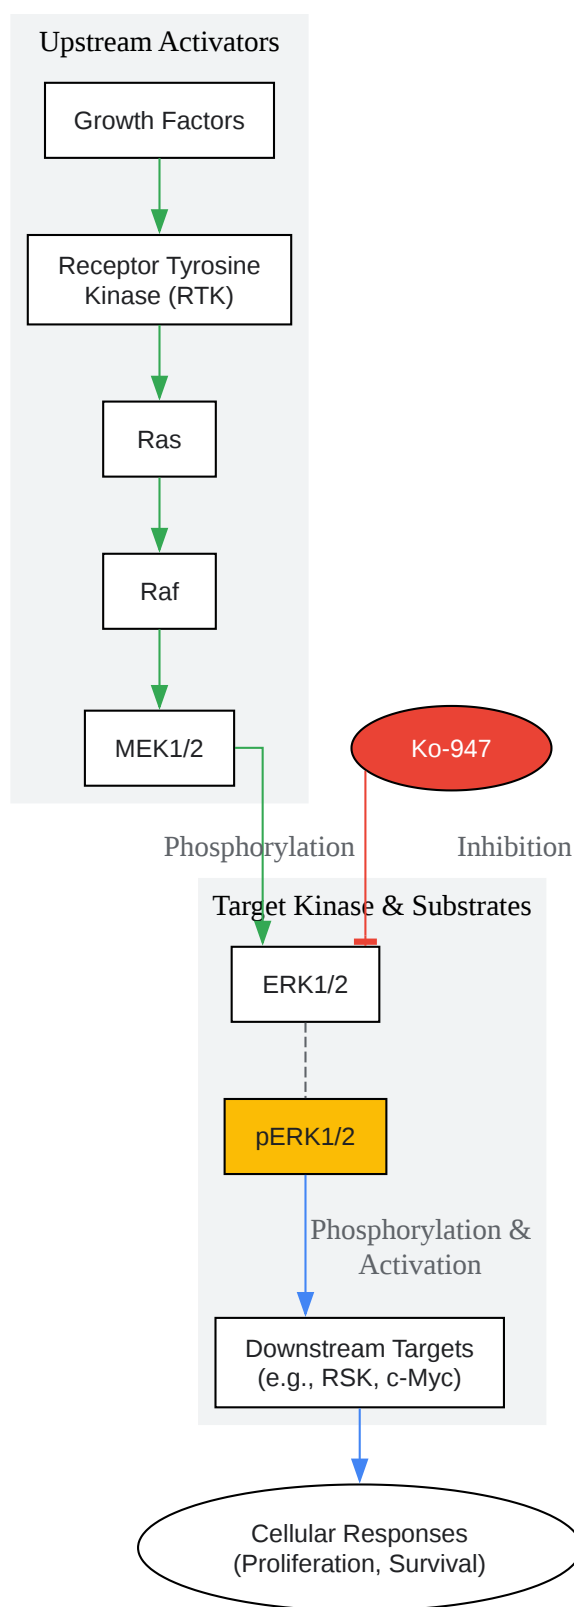 Upstream Activators
Growth Factors
Receptor Tyrosine
Kinase (RTK)
Ras
Raf
MEK1/2
Ko-947
Phosphorylation
Inhibition
Target Kinase & Substrates
ERK1/2
pERK1/2
Phosphorylation &
Activation
Downstream Targets
(e.g., RSK, c-Myc)
Cellular Responses
(Proliferation, Survival)